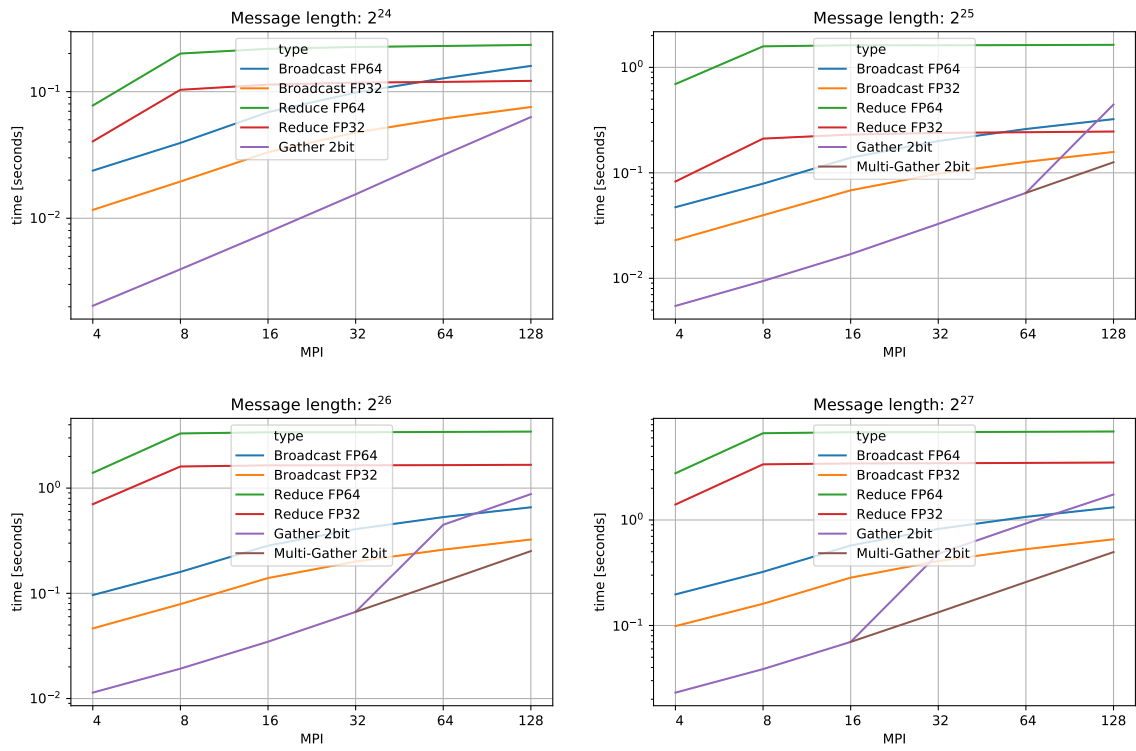 Message length: 2^24
time [seconds]
10^-1
10^-2
type
Broadcast FP64
Broadcast FP32
Reduce FP64
Reduce FP32
Gather 2bit
4 8 16 32 64 128
MPI
Message length: 2^25
time [seconds]
10^0
10^-1
10^-2
type
Broadcast FP64
Broadcast FP32
Reduce FP64
Reduce FP32
Gather 2bit
Multi-Gather 2bit
4 8 16 32 64 128
MPI
Message length: 2^26
time [seconds]
10^0
10^-1
10^-2
type
Broadcast FP64
Broadcast FP32
Reduce FP64
Reduce FP32
Gather 2bit
Multi-Gather 2bit
4 8 16 32 64 128
MPI
Message length: 2^27
time [seconds]
10^0
10^-1
type
Broadcast FP64
Broadcast FP32
Reduce FP64
Reduce FP32
Gather 2bit
Multi-Gather 2bit
4 8 16 32 64 128
MPI